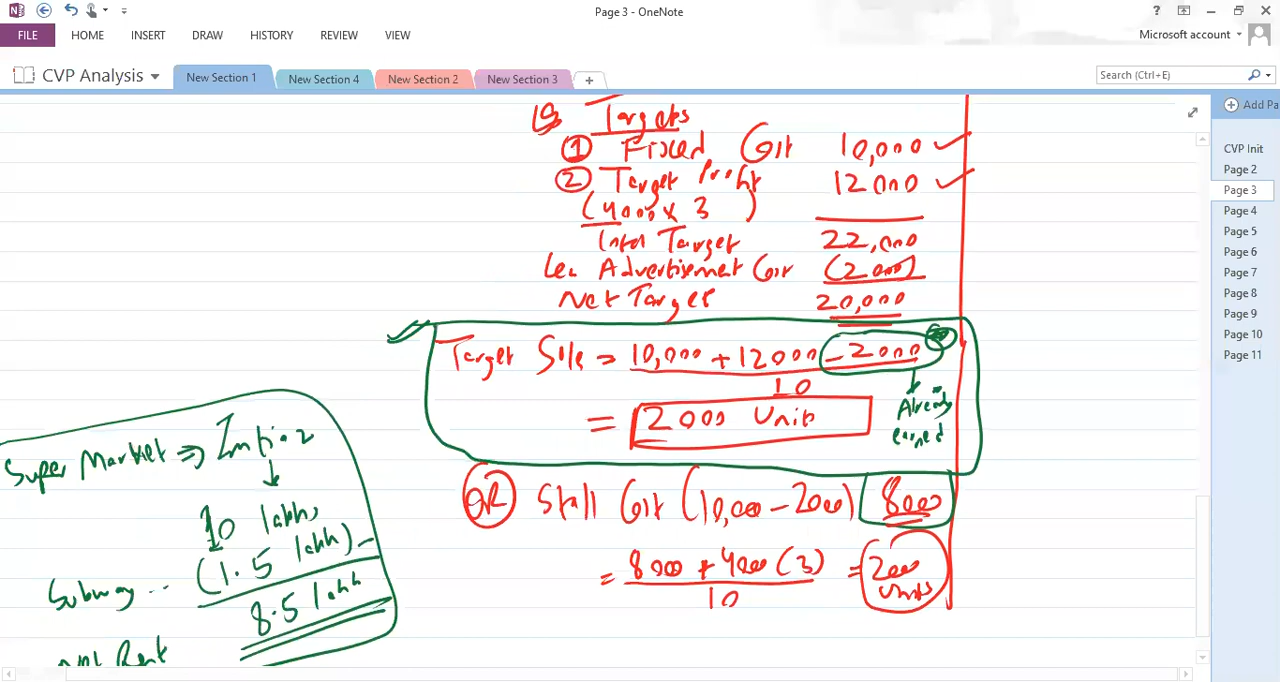 Page 3 - OneNote
Microsoft account
FILE HOME INSERT DRAW HISTORY REVIEW VIEW
CVP Analysis New Section 1 New Section 4 New Section 2 New Section 3 +
Search (Ctrl+E)
Add Pa
CVP Init
Page 2
Page 3
Page 4
Page 5
Page 6
Page 7
Page 8
Page 9
Page 10
Page 11
Targets
1 Fixed Cost 10,000
2 Target Profit 12000
(4000 x 3)
Total Target 22,000
Les Advertisement Cost (2000)
Net Target 20,000
Target Sale = 10,000 + 12000 - 2000
10
Already
earned
= 2000 Units
OR Stall Cost (10,000 - 2000) 8000
= 8000 + 4000 (3) = 2000 Units
10
Super Market => Imtiaz
10 lakh
Subway -- (1.5 lakh)
8.5 lakh
Net Rent